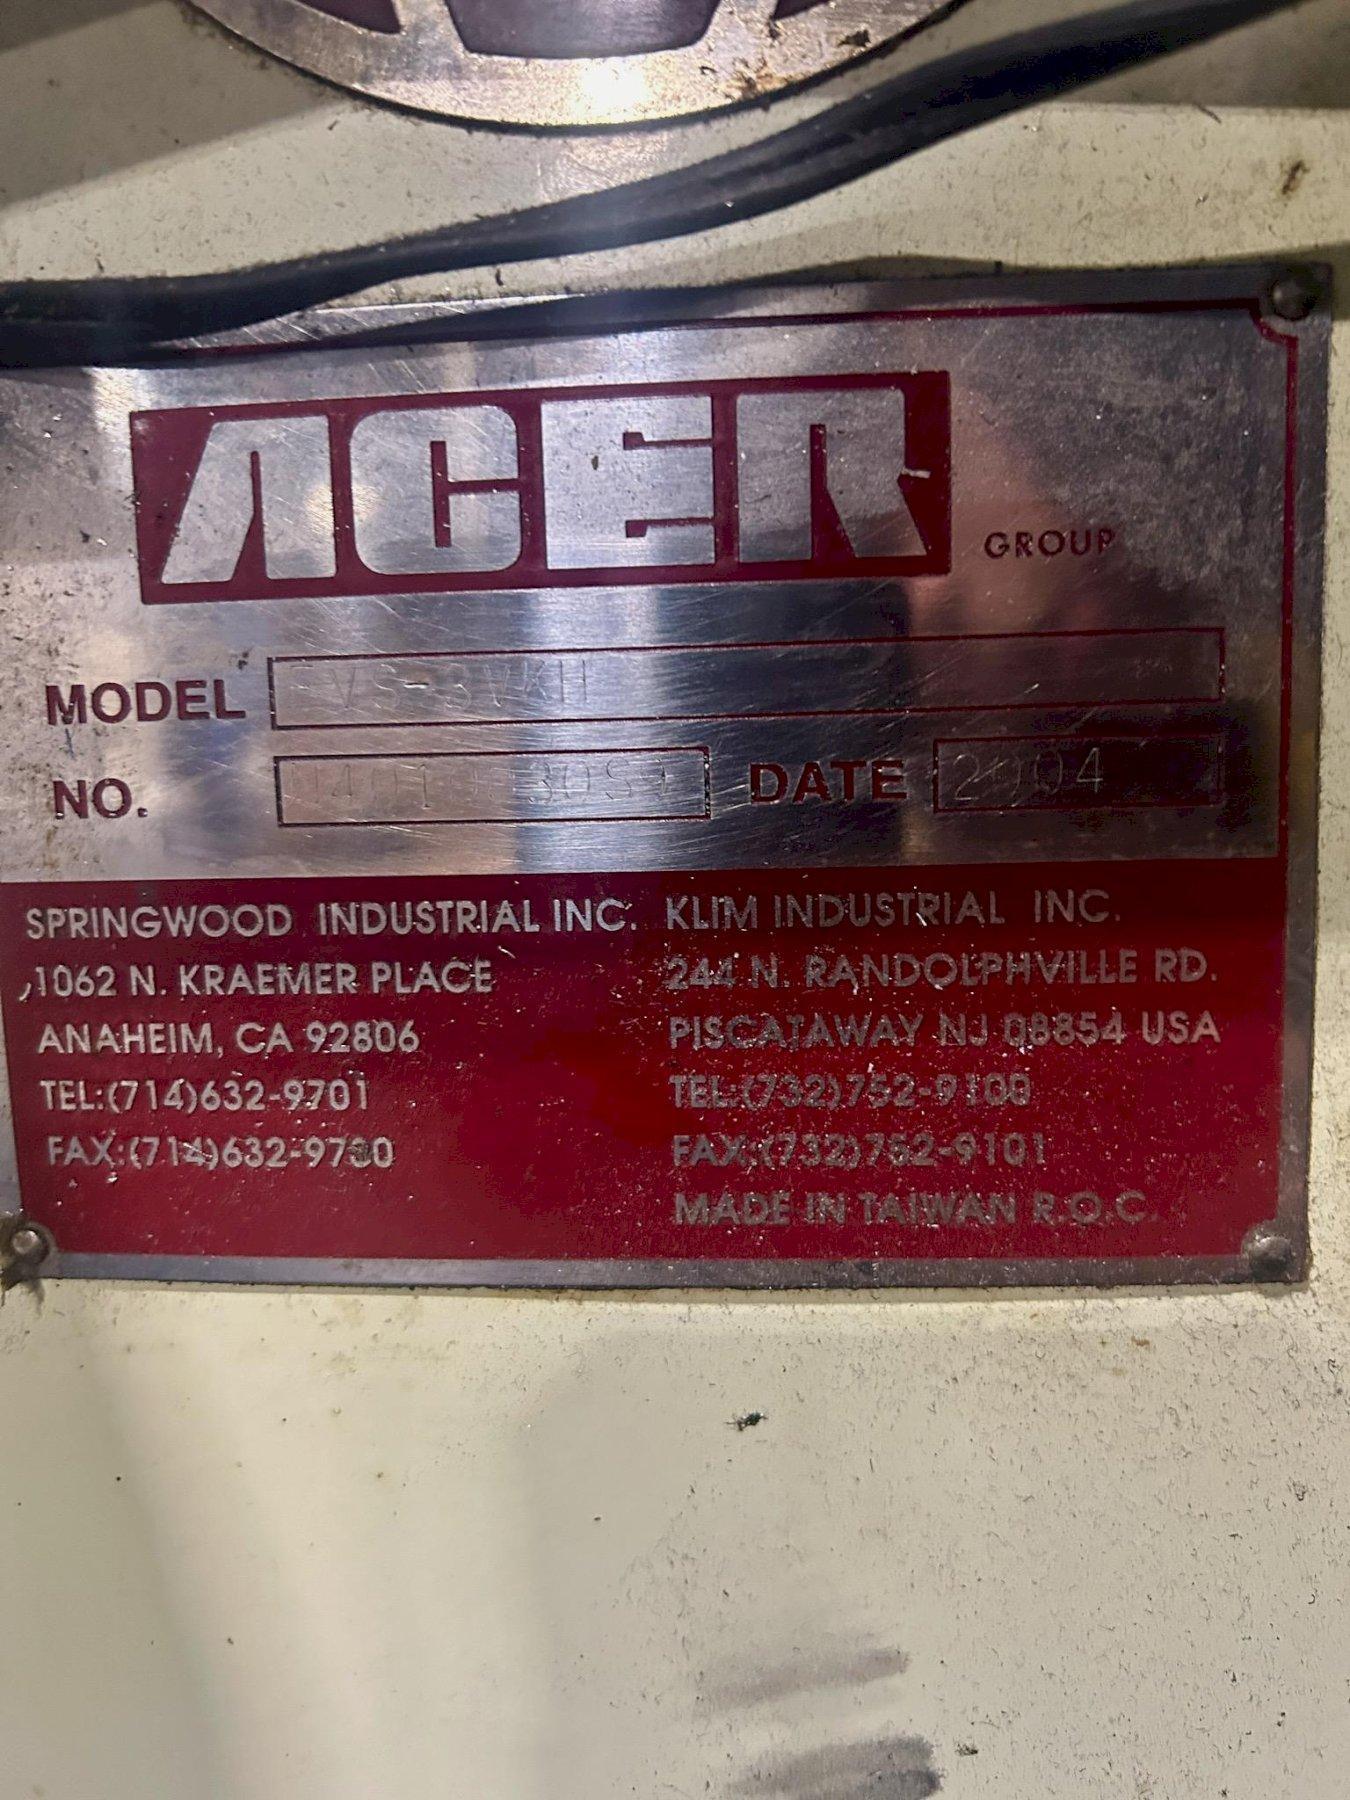 ACER GROUP
MODEL
NO. DATE 2004
SPRINGWOOD INDUSTRIAL INC.
1062 N. KRAEMER PLACE
ANAHEIM, CA 92806
TEL:(714)632-9701
FAX:(714)632-9730
KLIM INDUSTRIAL INC.
244 N. RANDOLPHVILLE RD.
PISCATAWAY NJ 08854 USA
TEL:(732)752-9100
FAX:(732)752-9101
MADE IN TAIWAN R.O.C.